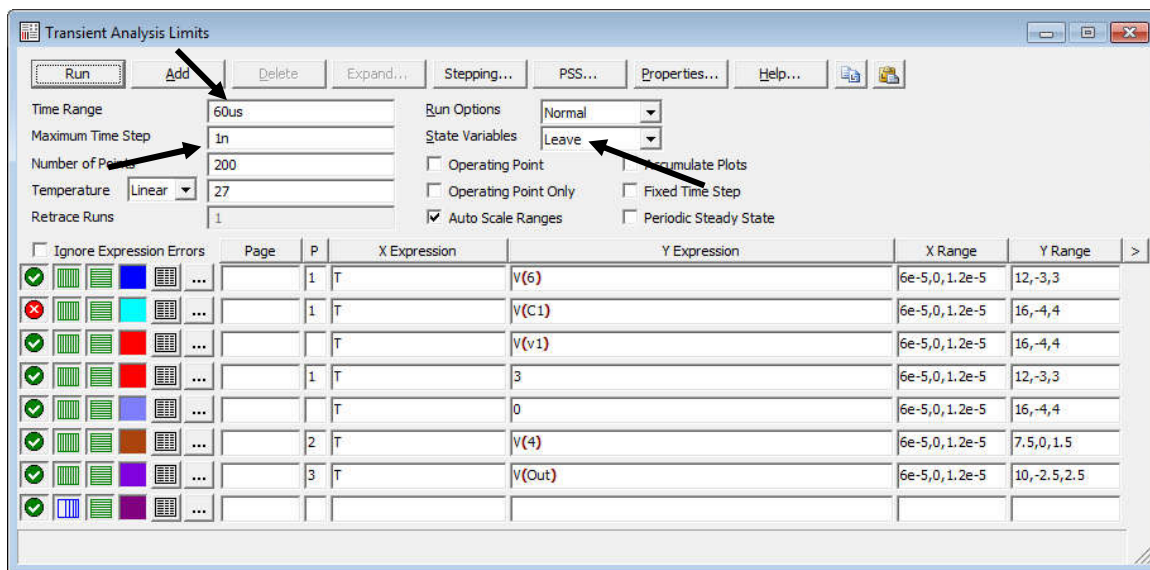 Transient Analysis Limits
Run Add Delete Expand... Stepping... PSS... Properties... Help...
Time Range 60us Run Options Normal
Maximum Time Step 1n State Variables Leave
Number of Points 200 Operating Point Accumulate Plots
Temperature Linear 27 Operating Point Only Fixed Time Step
Retrace Runs 1 Auto Scale Ranges Periodic Steady State
Ignore Expression Errors Page P X Expression Y Expression X Range Y Range >
... 1 T V(6) 6e-5,0,1.2e-5 12,-3,3
... 1 T V(C1) 6e-5,0,1.2e-5 16,-4,4
... T V(v1) 6e-5,0,1.2e-5 16,-4,4
... 1 T 3 6e-5,0,1.2e-5 12,-3,3
... T 0 6e-5,0,1.2e-5 16,-4,4
... 2 T V(4) 6e-5,0,1.2e-5 7.5,0,1.5
... 3 T V(Out) 6e-5,0,1.2e-5 10,-2.5,2.5
...